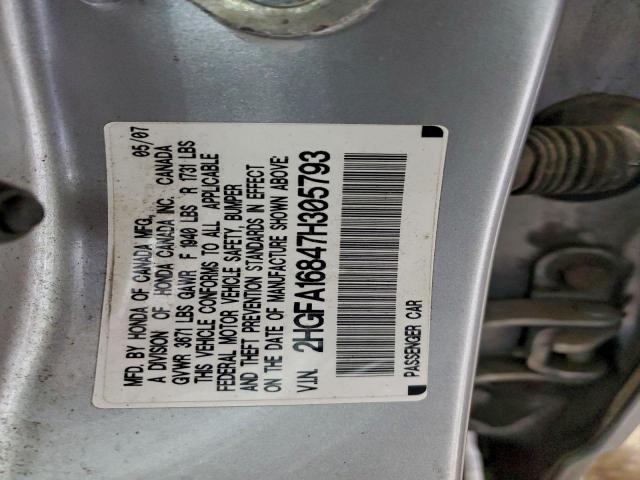 MFD. BY HONDA OF CANADA MFG., 05/07
A DIVISION OF HONDA CANADA INC. CANADA
GVWR 3671 LBS GAWR F 1940 LBS R 1731 LBS
THIS VEHICLE CONFORMS TO ALL APPLICABLE
FEDERAL MOTOR VEHICLE SAFETY, BUMPER
AND THEFT PREVENTION STANDARDS IN EFFECT
ON THE DATE OF MANUFACTURE SHOWN ABOVE
V.I.N. 2HGFA16847H305793
PASSENGER CAR